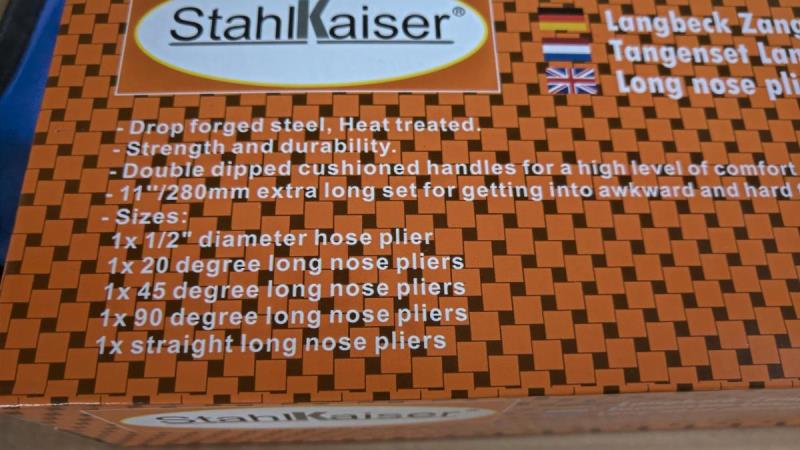 StahlKaiser®
Langbeck
Tangenset
Long nose
- Drop forged steel, Heat treated.
- Strength and durability.
- Double dipped cushioned handles for a high level of comfort
- 11"/280mm extra long set for getting into awkward and hard
- Sizes:
1x 1/2" diameter hose plier
1x 20 degree long nose pliers
1x 45 degree long nose pliers
1x 90 degree long nose pliers
1x straight long nose pliers
StahlKaiser